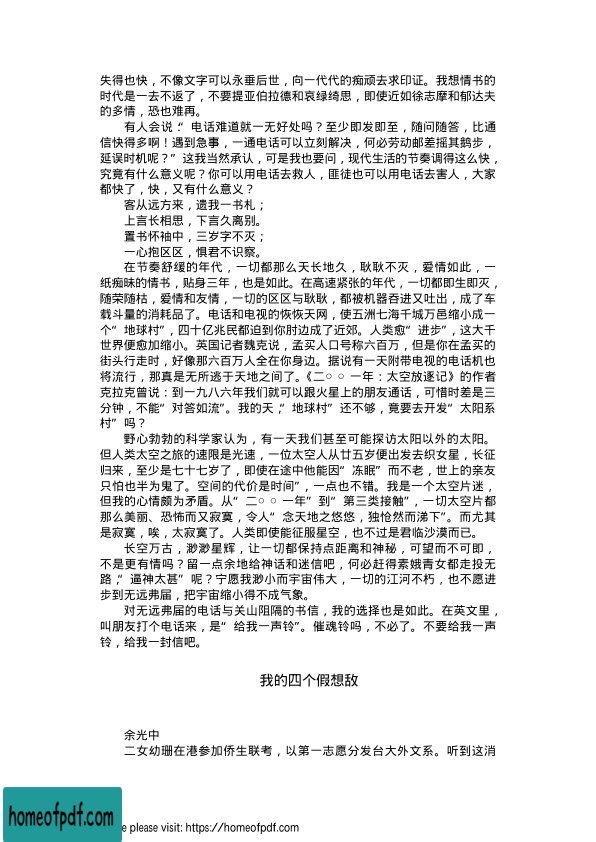 失得也快，不像文字可以永垂后世，向一代代的痴顽去求印证。我想情书的
时代是一去不返了，不要提亚伯拉德和哀绿绮思，即使近如徐志摩和郁达夫
的多情，恐也难再。
有人会说：“电话难道就一无好处吗？至少即发即至，随问随答，比通
信快得多啊！遇到急事，一通电话可以立刻解决，何必劳动邮差摇其鹅步，
延误时机呢？”这我当然承认，可是我也要问，现代生活的节奏调得这么快，
究竟有什么意义呢？你可以用电话去救人，匪徒也可以用电话去害人，大家
都快了，快，又有什么意义？
客从远方来，遗我一书札；
上言长相思，下言久离别。
置书怀袖中，三岁字不灭；
一心抱区区，惧君不识察。
在节奏舒缓的年代，一切都那么天长地久，耿耿不灭，爱情如此，一
纸痴昧的情书，贴身三年，也是如此。在高速紧张的年代，一切都即生即灭，
随荣随枯，爱情和友情，一切的区区与耿耿，都被机器吞进又吐出，成了车
载斗量的消耗品了。电话和电视的恢恢天网，使五洲七海千城万邑缩小成一
个“地球村”，四十亿兆民都迫到你肘边成了近邻。人类愈“进步”，这大千
世界便愈加缩小。英国记者魏克说，孟买人口号称六百万，但是你在孟买的
街头行走时，好像那六百万人全在你身边。据说有一天附带电视的电话机也
将流行，那真是无所逃于天地之间了。《二○○一年：太空放逐记》的作者
克拉克曾说：到一九八六年我们就可以跟火星上的朋友通话，可惜时差是三
分钟，不能“对答如流”。我的天，“地球村”还不够，竟要去开发“太阳系
村”吗？
野心勃勃的科学家认为，有一天我们甚至可能探访太阳以外的太阳。
但人类太空之旅的速限是光速，一位太空人从廿五岁便出发去织女星，长征
归来，至少是七十七岁了，即使在途中他能因“冻眠”而不老，世上的亲友
只怕也半为鬼了。空间的代价是时间”，一点也不错。我是一个太空片迷，
但我的心情颇为矛盾。从“二○○一年”到“第三类接触”，一切太空片都
那么美丽、恐怖而又寂寞，令人“念天地之悠悠，独怆然而涕下”。而尤其
是寂寞，唉，太寂寞了。人类即使能征服星空，也不过是君临沙漠而已。
长空万古，渺渺星辉，让一切都保持点距离和神秘，可望而不可即，
不是更有情吗？留一点余地给神话和迷信吧，何必赶得素娥青女都走投无
路，“逼神太甚”呢？宁愿我渺小而宇宙伟大，一切的江河不朽，也不愿进
步到无远弗届，把宇宙缩小得不成气象。
对无远弗届的电话与关山阻隔的书信，我的选择也是如此。在英文里，
叫朋友打个电话来，是“给我一声铃”。催魂铃吗，不必了。不要给我一声
铃，给我一封信吧。
我的四个假想敌
余光中
二女幼珊在港参加侨生联考，以第一志愿分发台大外文系。听到这消
homeofpdf.com
e please visit: https://homeofpdf.com